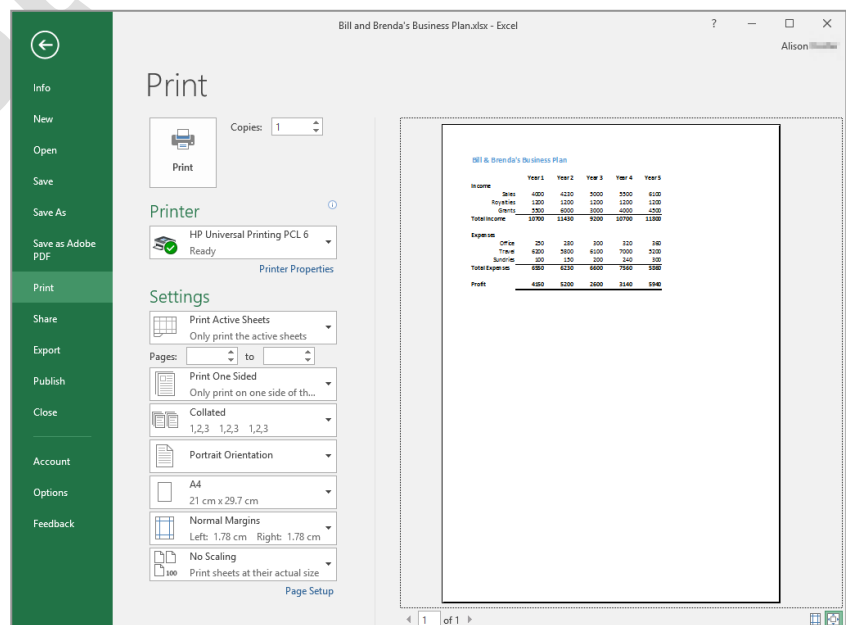 Bill and Brenda's Business Plan.xlsx - Excel
?
Alison
Info
New
Open
Save
Save As
Save as Adobe
PDF
Print
Share
Export
Publish
Close
Account
Options
Feedback
Print
Print
Copies: 1
Printer
HP Universal Printing PCL 6
Ready
Printer Properties
Settings
Print Active Sheets
Only print the active sheets
Pages: to
Print One Sided
Only print on one side of th...
Collated
1,2,3 1,2,3 1,2,3
Portrait Orientation
A4
21 cm x 29.7 cm
Normal Margins
Left: 1.78 cm Right: 1.78 cm
No Scaling
100 Print sheets at their actual size
Page Setup
Bill & Brenda's Business Plan
Year 1 Year 2 Year 3 Year 4 Year 5
Income
Sales 4000 4230 5000 5500 6100
Royalties 1200 1200 1200 1200 1200
Grants 5500 6000 3000 4000 4500
Total Income 10700 11430 9200 10700 11800
Expenses
Office 250 280 300 320 360
Travel 6200 5800 6100 7000 5200
Sundries 100 150 200 240 300
Total Expenses 6550 6230 6600 7560 5860
Profit 4150 5200 2600 3140 5940
1 of 1